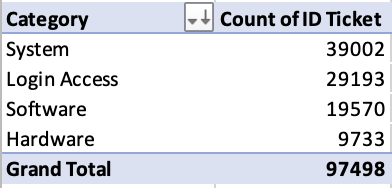 Category Count of ID Ticket
System 39002
Login Access 29193
Software 19570
Hardware 9733
Grand Total 97498